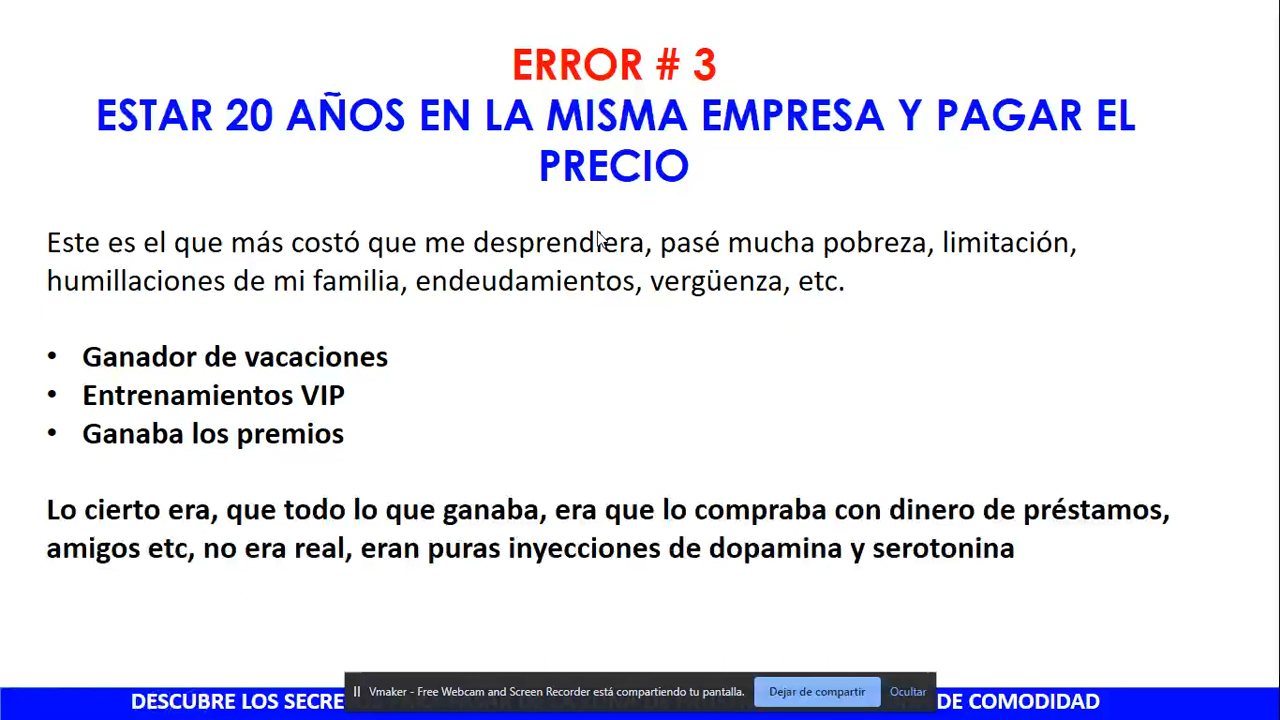 ERROR # 3
ESTAR 20 AÑOS EN LA MISMA EMPRESA Y PAGAR EL
PRECIO
Este es el que más costó que me desprendiera, pasé mucha pobreza, limitación,
humillaciones de mi familia, endeudamientos, vergüenza, etc.
• Ganador de vacaciones
• Entrenamientos VIP
• Ganaba los premios
Lo cierto era, que todo lo que ganaba, era que lo compraba con dinero de préstamos,
amigos etc, no era real, eran puras inyecciones de dopamina y serotonina
Vmaker - Free Webcam and Screen Recorder está compartiendo tu pantalla. Dejar de compartir Ocultar
DESCUBRE LOS DE COMODIDAD